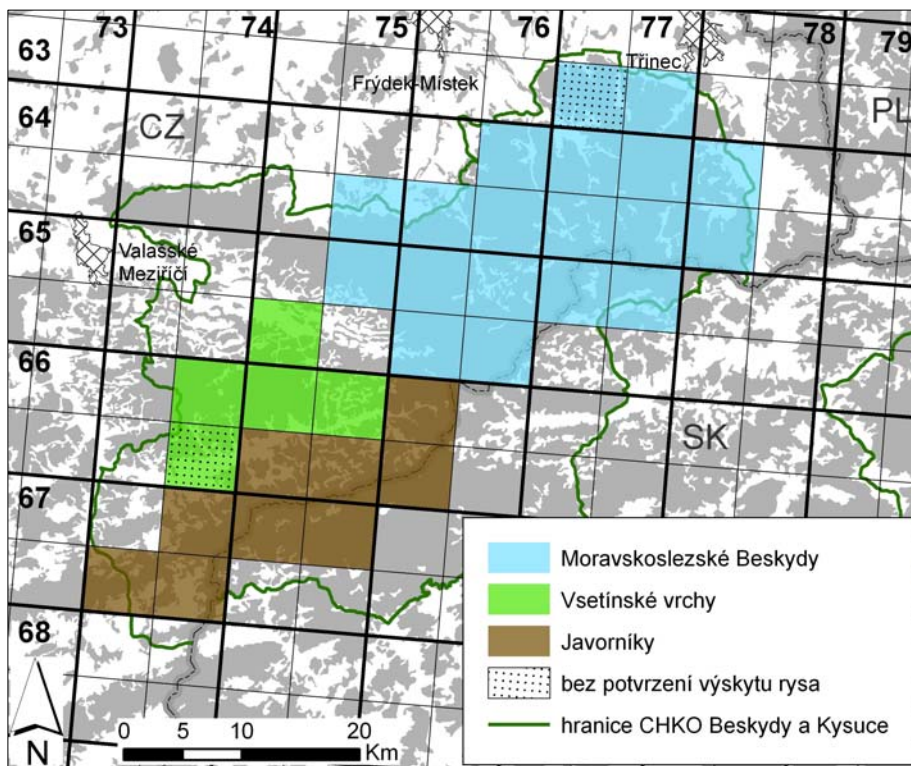 73 74 75 76 77 78 79
63
Třinec
Frýdek-Místek
64
CZ
PL
65
Valašské
Meziříčí
66
SK
67
68
Moravskoslezské Beskydy
Vsetínské vrchy
Javorníky
bez potvrzení výskytu rysa
hranice CHKO Beskydy a Kysuce
N
0 5 10 20
Km